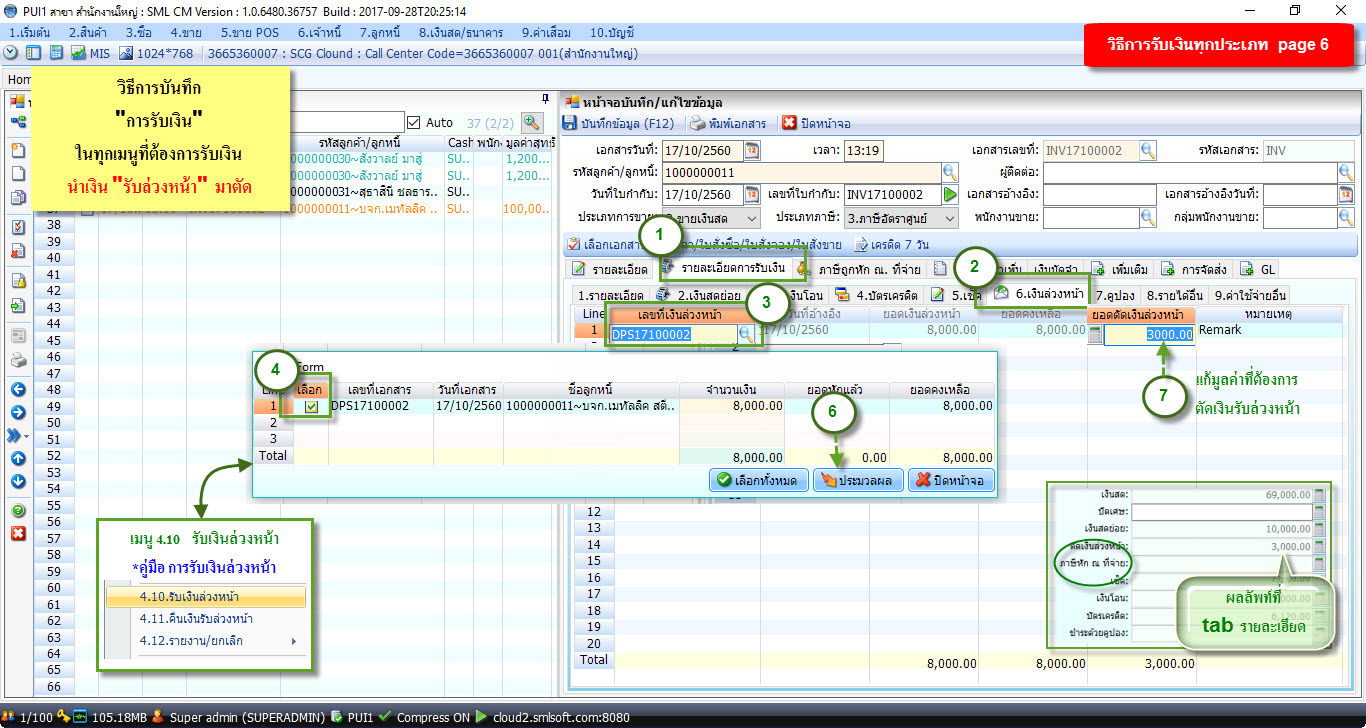 PUI1 สาขา สำนักงานใหญ่ : SML CM Version : 1.0.6480.36757 Build : 2017-09-28T20:25:14
1.เริ่มต้น 2.สินค้า 3.ซื้อ 4.ขาย 5.ขาย POS 6.เจ้าหนี้ 7.ลูกหนี้ 8.เงินสด/ธนาคาร 9.ค่าเสื่อม 10.บัญชี
วิธีการรับเงินทุกประเภท page 6
MIS 1024*768 3665360007 : SCG Clound : Call Center Code=3665360007 001(สำนักงานใหญ่)
Hom
วิธีการบันทึก
"การรับเงิน"
ในทุกเมนูที่ต้องการรับเงิน
นำเงิน "รับล่วงหน้า" มาตัด
Auto 37 (2/2)
รหัสลูกค้า/ลูกหนี้ Cash พนักง มูลค่าสุทธิ
000000030~สังวาลย์ มาสู่ SU.. 1,200...
000000030~สังวาลย์ มาสู่ SU.. 1,200...
000000031~สุธาสินี ชลธาร.. SU..
000000011~บจก.เมทัลลิค .. SU.. 100,00...
38
39
40
41
42
43
44
45
46
47
48
49
50
51
52
53
54
55
56
57
58
59
60
61
62
63
64
65
66
หน้าจอบันทึก/แก้ไขข้อมูล
บันทึกข้อมูล (F12) พิมพ์เอกสาร ปิดหน้าจอ
เอกสารวันที่: 17/10/2560 เวลา: 13:19 เอกสารเลขที่: INV17100002 รหัสเอกสาร: INV
รหัสลูกค้า/ลูกหนี้: 1000000011 ผู้ติดต่อ:
วันที่ใบกำกับ: 17/10/2560 เลขที่ใบกำกับ: INV17100002 เอกสารอ้างอิง: เอกสารอ้างอิงวันที่:
ประเภทการขาย: ขายเงินสด ประเภทภาษี: 3.ภาษีอัตราศูนย์ พนักงานขาย: กลุ่มพนักงานขาย:
เลือกเอกสาร /ใบสั่งซื้อ/ใบสั่งจอง/ใบสั่งขาย เครดิต 7 วัน
1
2
รายละเอียด รายละเอียดการรับเงิน ภาษีถูกหัก ณ. ที่จ่าย เงินมัดจำ เพิ่มเติม การจัดส่ง GL
1.รายละเอียด 2.เงินสดย่อย เงินโอน 4.บัตรเครดิต 5.เช็ค 6.เงินล่วงหน้า 7.คูปอง 8.รายได้อื่น 9.ค่าใช้จ่ายอื่น
3
Line เลขที่เงินล่วงหน้า วันที่อ้างอิง ยอดเงินล่วงหน้า ยอดคงเหลือ ยอดตัดเงินล่วงหน้า หมายเหตุ
1 DPS17100002 17/10/2560 8,000.00 8,000.00 3000.00 Remark
2
4
Form
เลือก เลขที่เอกสาร วันที่เอกสาร ชื่อลูกหนี้ จำนวนเงิน ยอดหักแล้ว ยอดคงเหลือ
1 DPS17100002 17/10/2560 1000000011~บจก.เมทัลลิค สตี.. 8,000.00 8,000.00
2
3
Total 8,000.00 0.00 8,000.00
6
เลือกทั้งหมด ประมวลผล ปิดหน้าจอ
7
แก้มูลค่าที่ต้องการ
ตัดเงินรับล่วงหน้า
12
13
14
15
16
17
18
19
20
Total 8,000.00 8,000.00 3,000.00
เงินสด: 69,000.00
ปัดเศษ:
เงินสดย่อย: 10,000.00
ตัดเงินล่วงหน้า: 3,000.00
ภาษีหัก ณ ที่จ่าย:
เช็ค:
เงินโอน:
บัตรเครดิต:
ชำระด้วยคูปอง:
ผลลัพท์ที่
tab รายละเอียด
เมนู 4.10 รับเงินล่วงหน้า
*คู่มือ การรับเงินล่วงหน้า
4.10.รับเงินล่วงหน้า
4.11.คืนเงินรับล่วงหน้า
4.12.รายงาน/ยกเลิก
1/100 105.18MB Super admin (SUPERADMIN) PUI1 Compress ON cloud2.smlsoft.com:8080